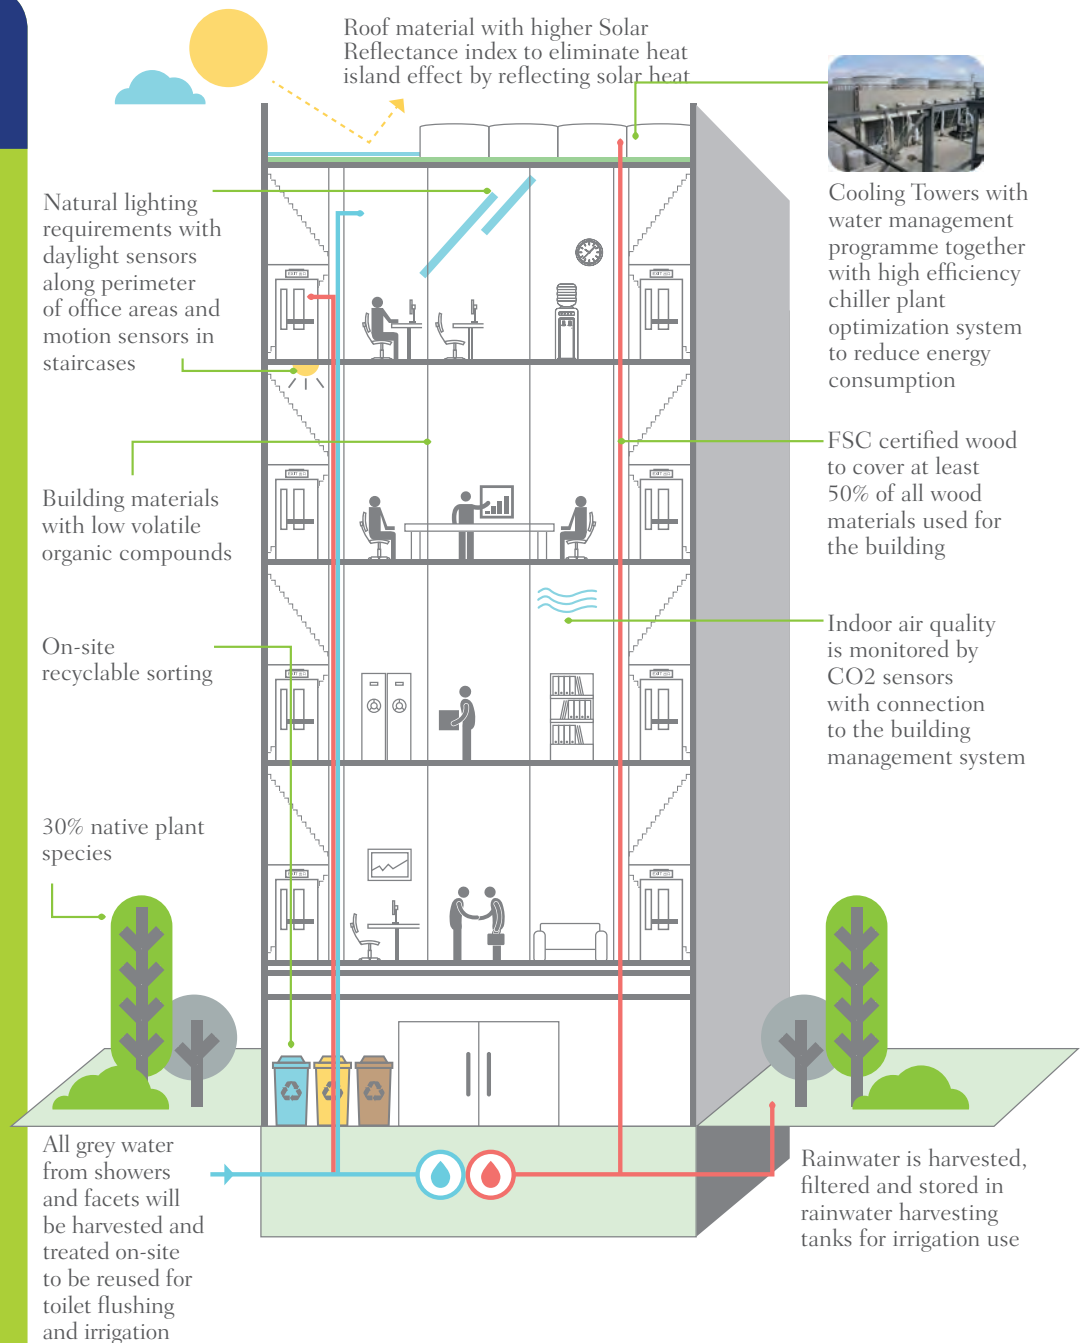 Roof material with higher Solar
Reflectance index to eliminate heat
island effect by reflecting solar heat
Natural lighting
requirements with
daylight sensors
along perimeter
of office areas and
motion sensors in
staircases
Building materials
with low volatile
organic compounds
On-site
recyclable sorting
30% native plant
species
All grey water
from showers
and facets will
be harvested and
treated on-site
to be reused for
toilet flushing
and irrigation
Cooling Towers with
water management
programme together
with high efficiency
chiller plant
optimization system
to reduce energy
consumption
FSC certified wood
to cover at least
50% of all wood
materials used for
the building
Indoor air quality
is monitored by
CO2 sensors
with connection
to the building
management system
Rainwater is harvested,
filtered and stored in
rainwater harvesting
tanks for irrigation use